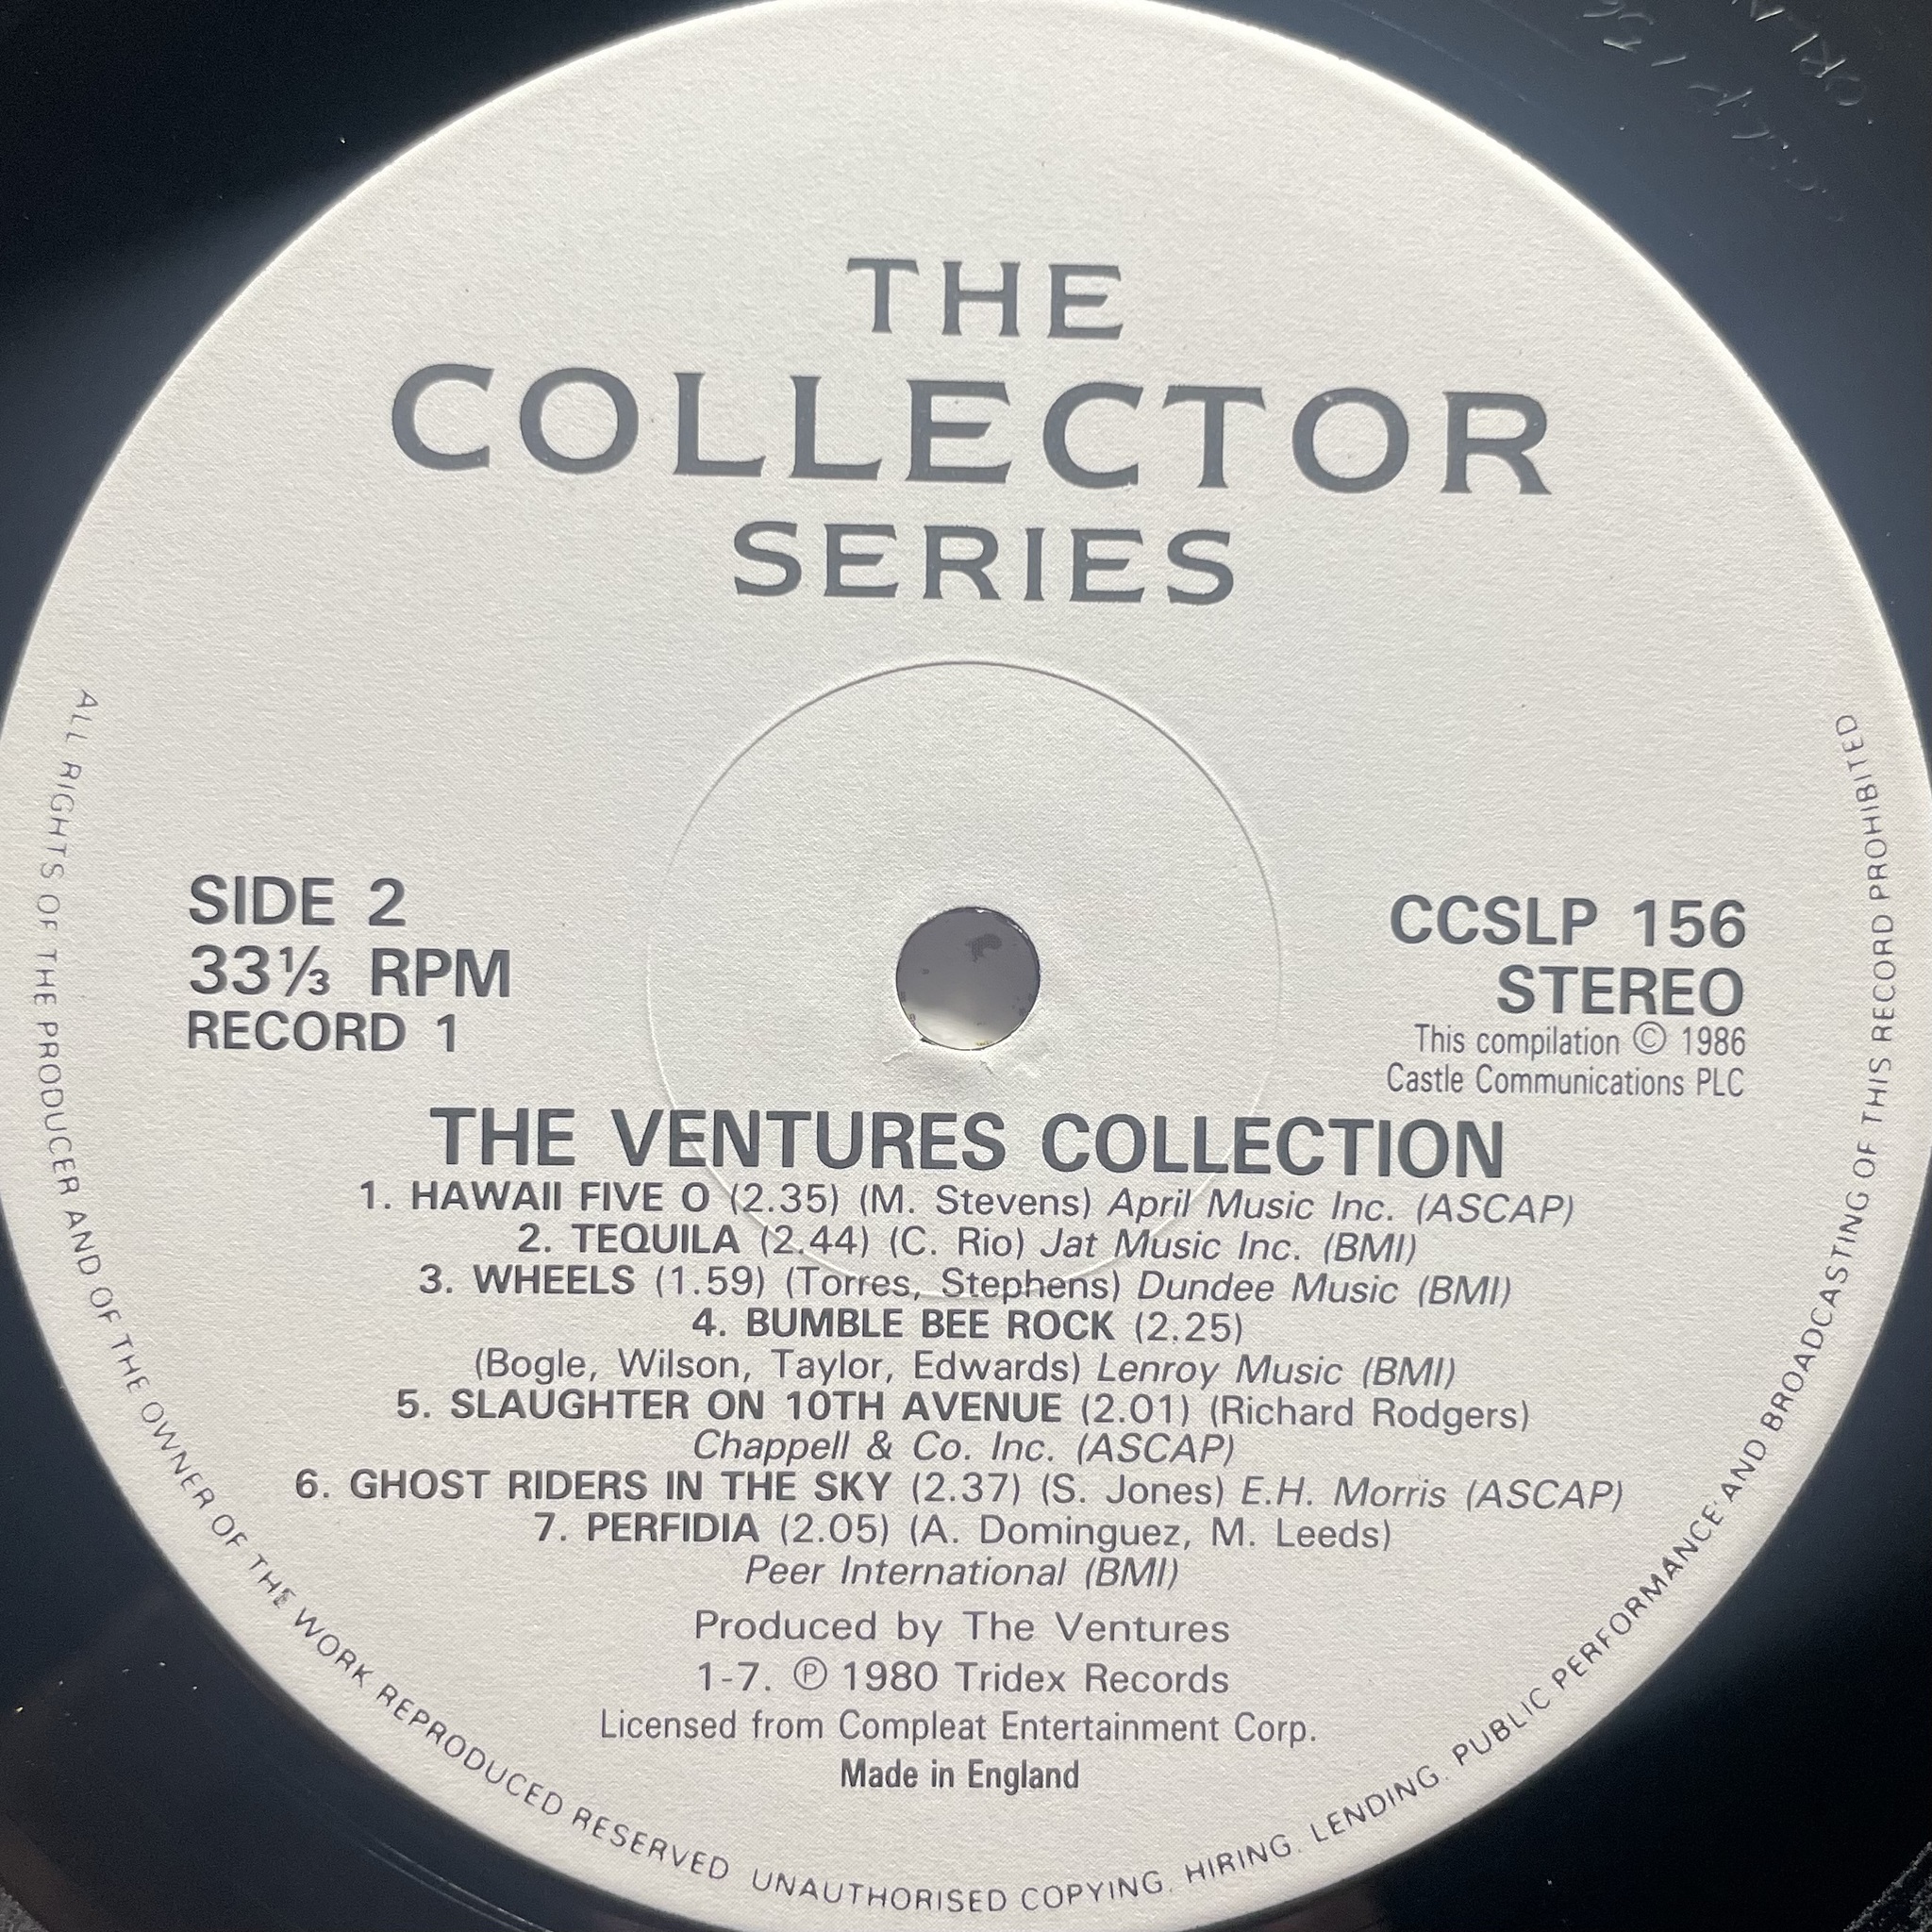 THE
COLLECTOR
SERIES
SIDE 2
33⅓ RPM
RECORD 1
CCSLP 156
STEREO
This compilation © 1986
Castle Communications PLC
THE VENTURES COLLECTION
1. HAWAII FIVE O (2.35) (M. Stevens) April Music Inc. (ASCAP)
2. TEQUILA (2.44) (C. Rio) Jat Music Inc. (BMI)
3. WHEELS (1.59) (Torres, Stephens) Dundee Music (BMI)
4. BUMBLE BEE ROCK (2.25)
(Bogle, Wilson, Taylor, Edwards) Lenroy Music (BMI)
5. SLAUGHTER ON 10TH AVENUE (2.01) (Richard Rodgers)
Chappell & Co. Inc. (ASCAP)
6. GHOST RIDERS IN THE SKY (2.37) (S. Jones) E.H. Morris (ASCAP)
7. PERFIDIA (2.05) (A. Dominguez, M. Leeds)
Peer International (BMI)
Produced by The Ventures
1-7. ℗ 1980 Tridex Records
Licensed from Compleat Entertainment Corp.
Made in England
ALL RIGHTS OF THE PRODUCER AND OF THE OWNER OF THE WORK REPRODUCED RESERVED UNAUTHORISED COPYING. HIRING. LENDING. PUBLIC PERFORMANCE AND BROADCASTING OF THIS RECORD PROHIBITED